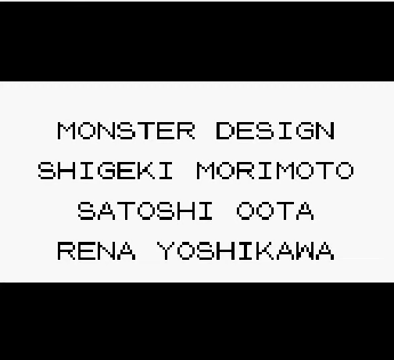 MONSTER DESIGN
SHIGEKI MORIMOTO
SATOSHI OOTA
RENA YOSHIKAWA